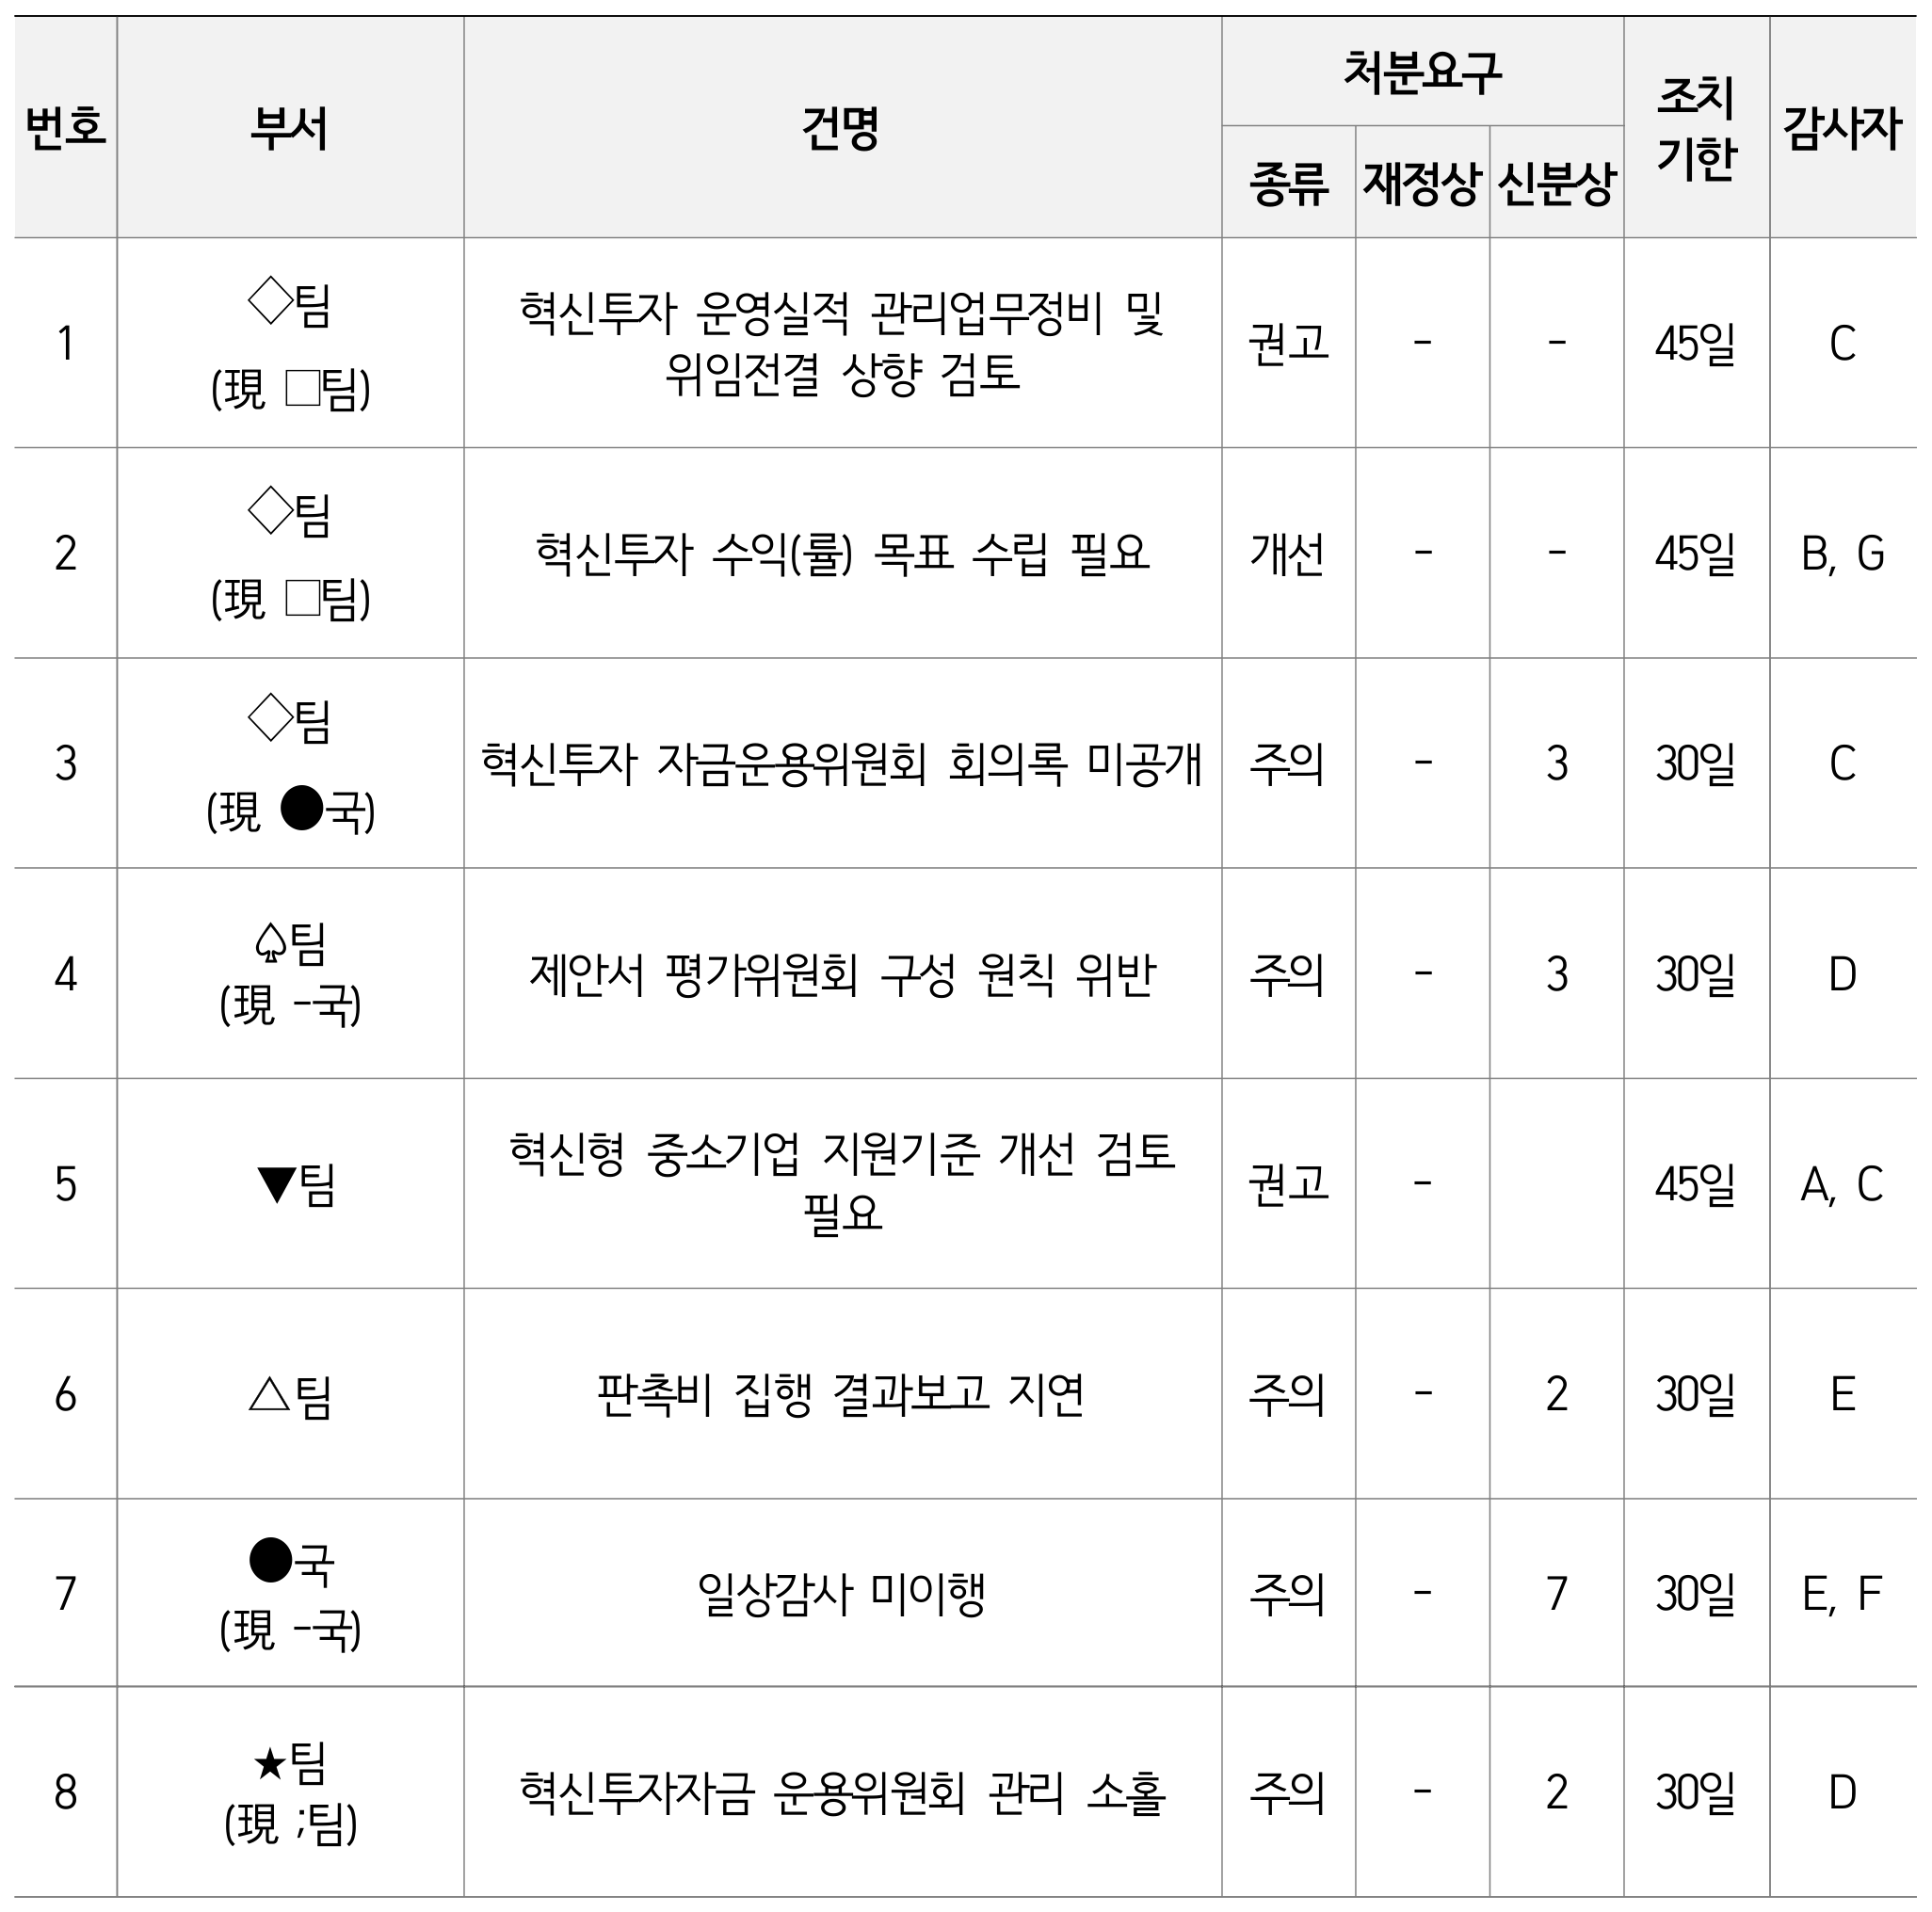 번호 부서 건명 처분요구 조치 기한 감사자
종류 재정상 신분상
1 ◇팀 (現 □팀) 혁신투자 운영실적 관리업무정비 및 위임전결 상향 검토 권고 - - 45일 C
2 ◇팀 (現 □팀) 혁신투자 수익(률) 목표 수립 필요 개선 - - 45일 B, G
3 ◇팀 (現 ●국) 혁신투자 자금운용위원회 회의록 미공개 주의 - 3 30일 C
4 ♤팀 (現 -국) 제안서 평가위원회 구성 원칙 위반 주의 - 3 30일 D
5 ▼팀 혁신형 중소기업 지원기준 개선 검토 필요 권고 - 45일 A, C
6 △팀 판촉비 집행 결과보고 지연 주의 - 2 30일 E
7 ●국 (現 -국) 일상감사 미이행 주의 - 7 30일 E, F
8 ★팀 (現 ;팀) 혁신투자자금 운용위원회 관리 소홀 주의 - 2 30일 D